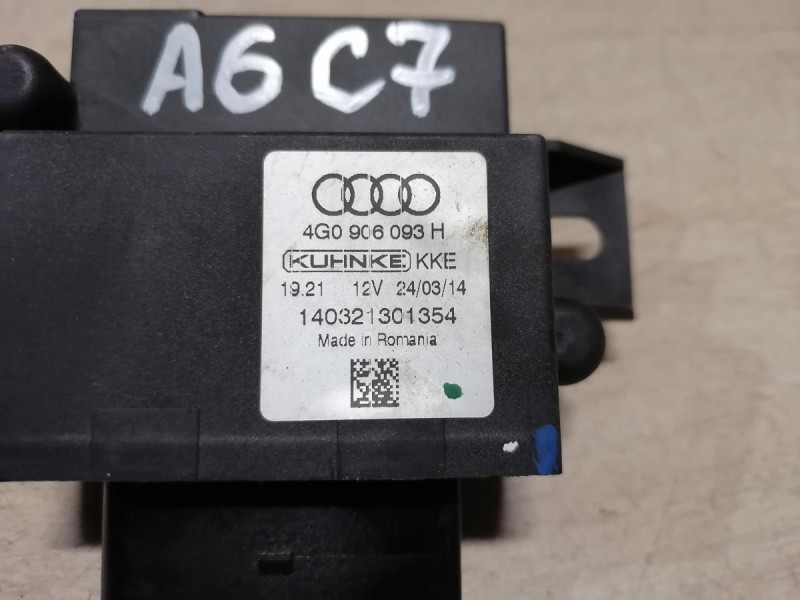 A6 C7
4G0 906 093 H
KUHNKE KKE
19.21 12V 24/03/14
140321301354
Made in Romania